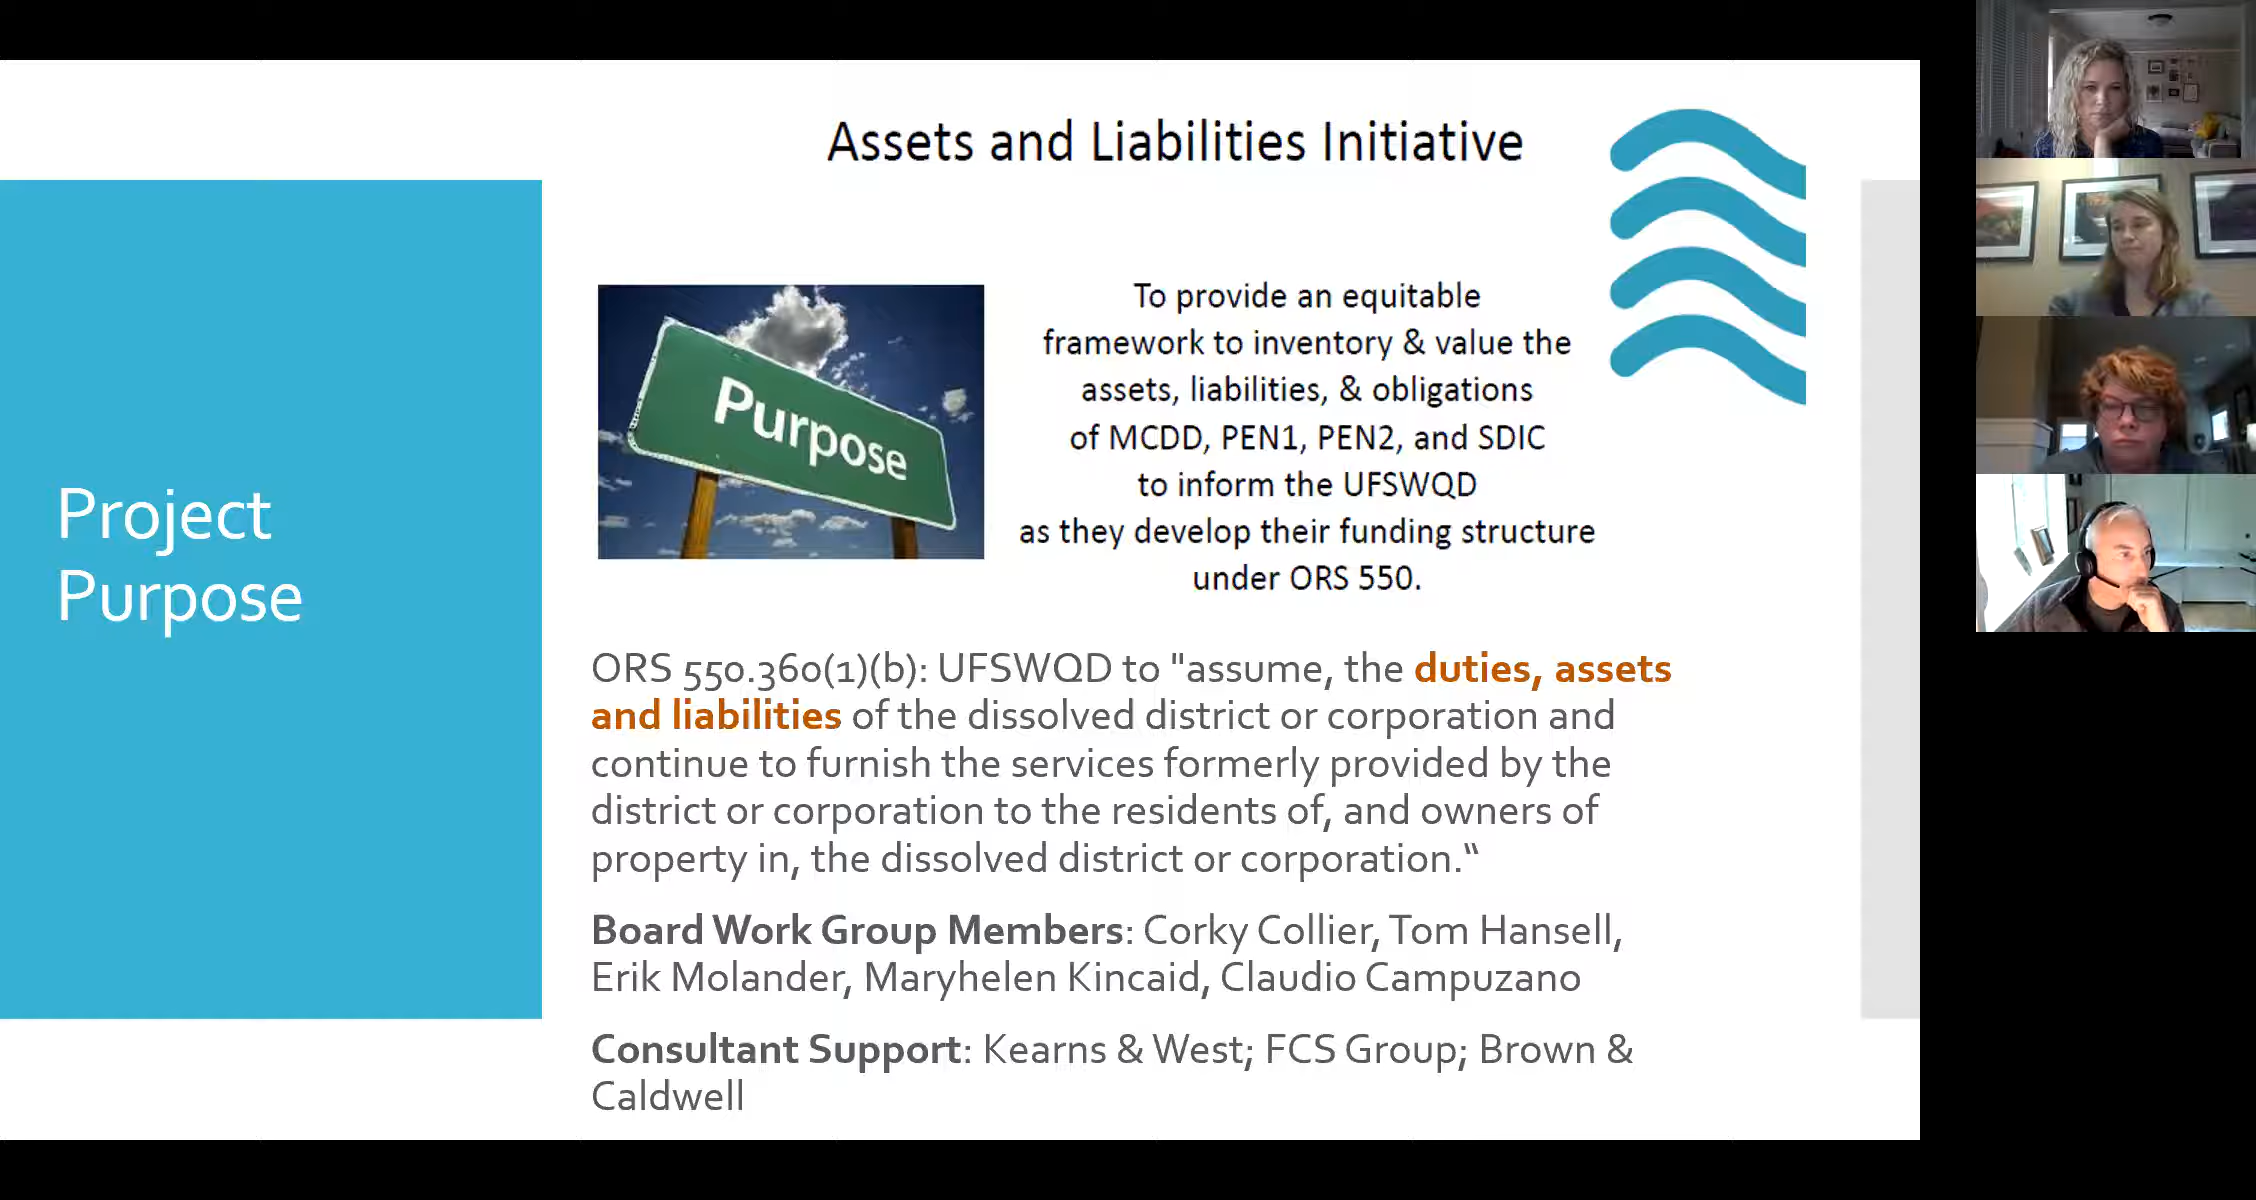 Assets and Liabilities Initiative
Project
Purpose
Purpose
To provide an equitable
framework to inventory & value the
assets, liabilities, & obligations
of MCDD, PEN1, PEN2, and SDIC
to inform the UFSWQD
as they develop their funding structure
under ORS 550.
ORS 550.360(1)(b): UFSWQD to "assume, the duties, assets
and liabilities of the dissolved district or corporation and
continue to furnish the services formerly provided by the
district or corporation to the residents of, and owners of
property in, the dissolved district or corporation.“
Board Work Group Members: Corky Collier, Tom Hansell,
Erik Molander, Maryhelen Kincaid, Claudio Campuzano
Consultant Support: Kearns & West; FCS Group; Brown &
Caldwell